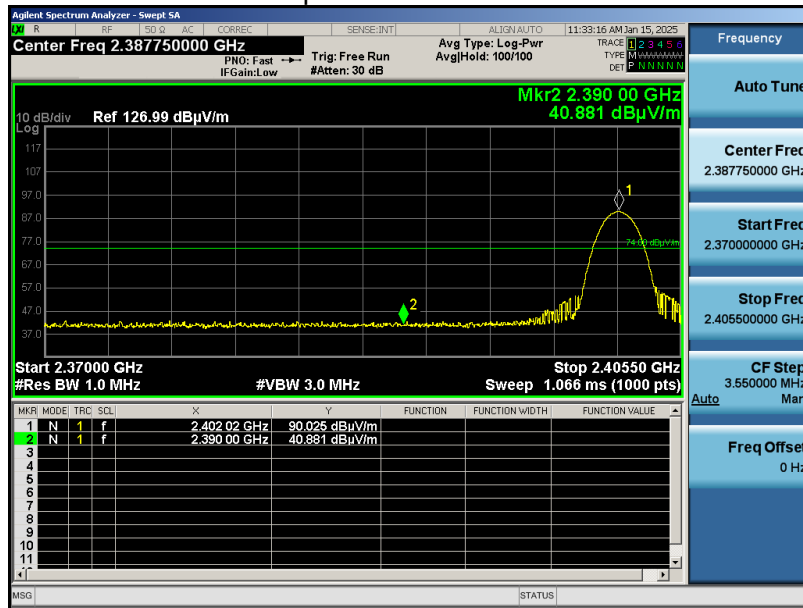 Agilent Spectrum Analyzer - Swept SA
LXI R RF 50 Ω AC CORREC SENSE:INT ALIGN AUTO 11:33:16 AM Jan 15, 2025
Center Freq 2.387750000 GHz
PNO: Fast
IFGain:Low
Trig: Free Run
#Atten: 30 dB
Avg Type: Log-Pwr
Avg|Hold: 100/100
TRACE 1 2 3 4 5 6
TYPE M
DET P N N N N N
Mkr2 2.390 00 GHz
40.881 dBµV/m
10 dB/div Ref 126.99 dBµV/m
Log
117
107
97.0
87.0
77.0
67.0
57.0
47.0
37.0
1
2
74.00 dBµV/m
Start 2.37000 GHz Stop 2.40550 GHz
#Res BW 1.0 MHz #VBW 3.0 MHz Sweep 1.066 ms (1000 pts)
MKR MODE TRC SCL X Y FUNCTION FUNCTION WIDTH FUNCTION VALUE
1 N 1 f 2.402 02 GHz 90.025 dBµV/m
2 N 1 f 2.390 00 GHz 40.881 dBµV/m
3
4
5
6
7
8
9
10
11
MSG STATUS
Frequency
Auto Tune
Center Freq
2.387750000 GHz
Start Freq
2.370000000 GHz
Stop Freq
2.405500000 GHz
CF Step
3.550000 MHz
Auto Man
Freq Offset
0 Hz